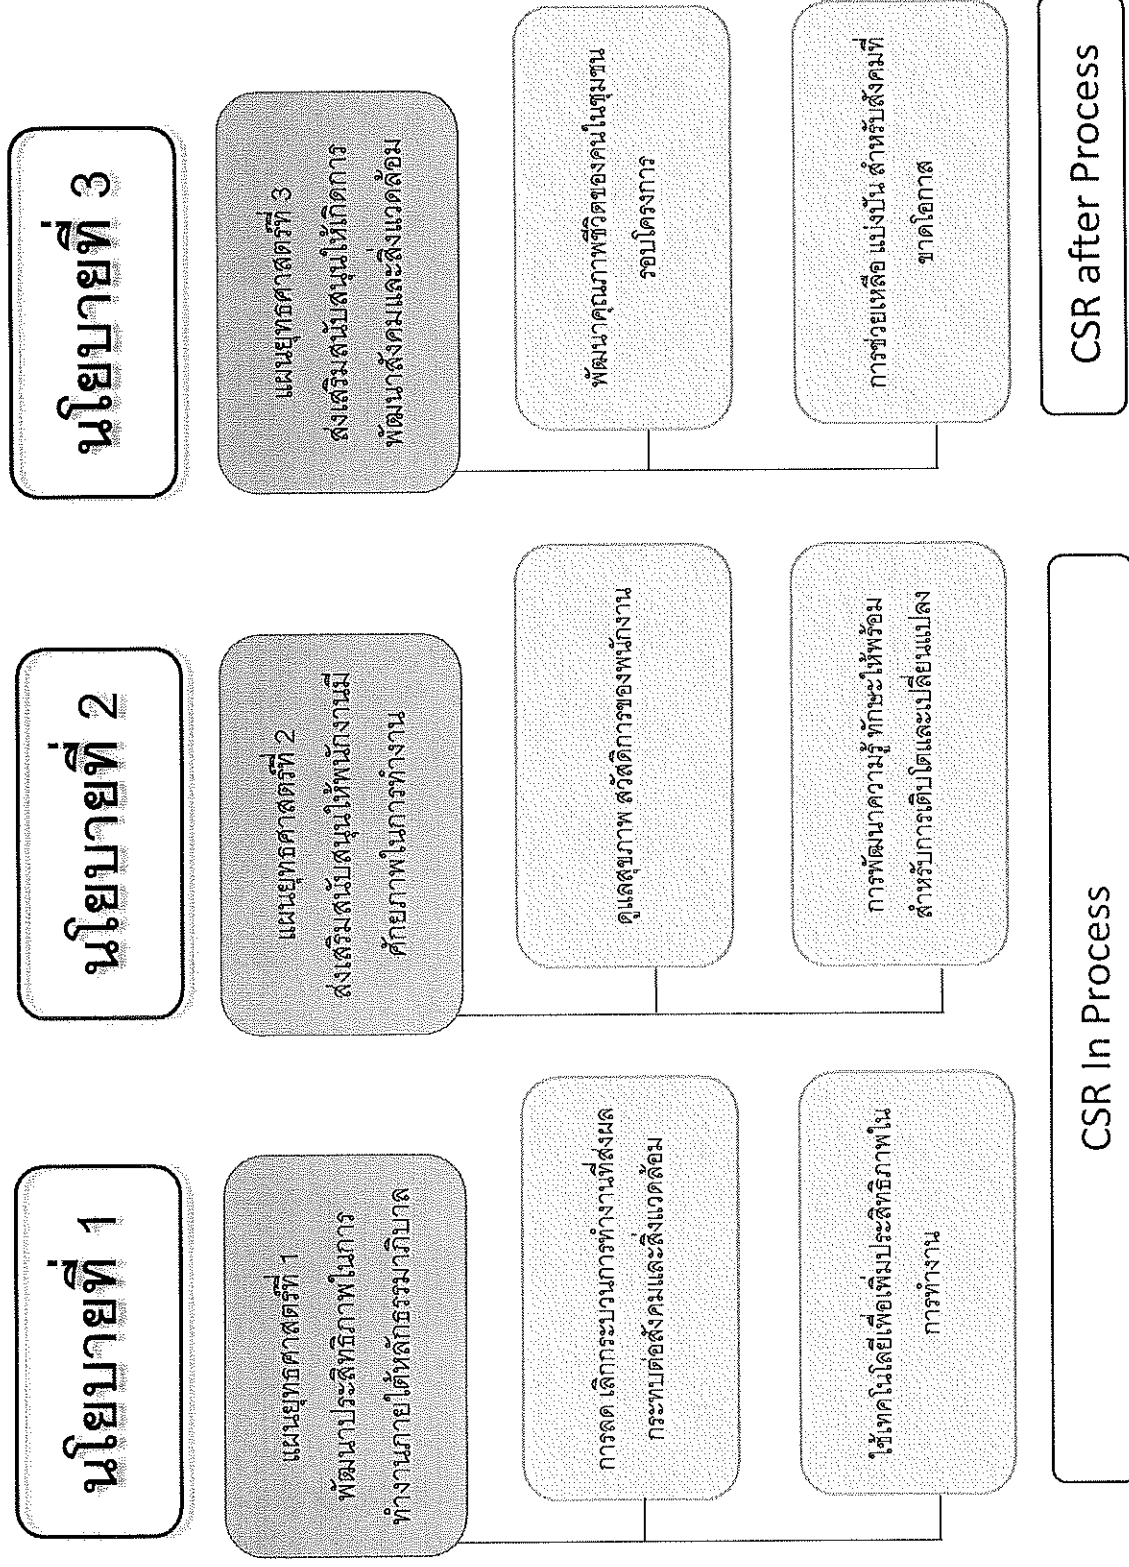 นโยบายที่ 1
แผนยุทธศาสตร์ที่ 1
พัฒนาประสิทธิภาพในการ
ทำงานภายใต้หลักธรรมาภิบาล
การลด เลิกกระบวนการทำงานที่ส่งผล
กระทบต่อสังคมและสิ่งแวดล้อม
ใช้เทคโนโลยีเพื่อเพิ่มประสิทธิภาพใน
การทำงาน
นโยบายที่ 2
แผนยุทธศาสตร์ที่ 2
ส่งเสริมสนับสนุนให้พนักงานมี
ศักยภาพในการทำงาน
ดูแลสุขภาพ สวัสดิการของพนักงาน
การพัฒนาความรู้ ทักษะให้พร้อม
สำหรับการเติบโตและเปลี่ยนแปลง
CSR In Process
นโยบายที่ 3
แผนยุทธศาสตร์ที่ 3
ส่งเสริมสนับสนุนให้เกิดการ
พัฒนาสังคมและสิ่งแวดล้อม
พัฒนาคุณภาพชีวิตของคนในชุมชน
รอบโครงการ
การช่วยเหลือ แบ่งปัน สำหรับสังคมที่
ขาดโอกาส
CSR after Process